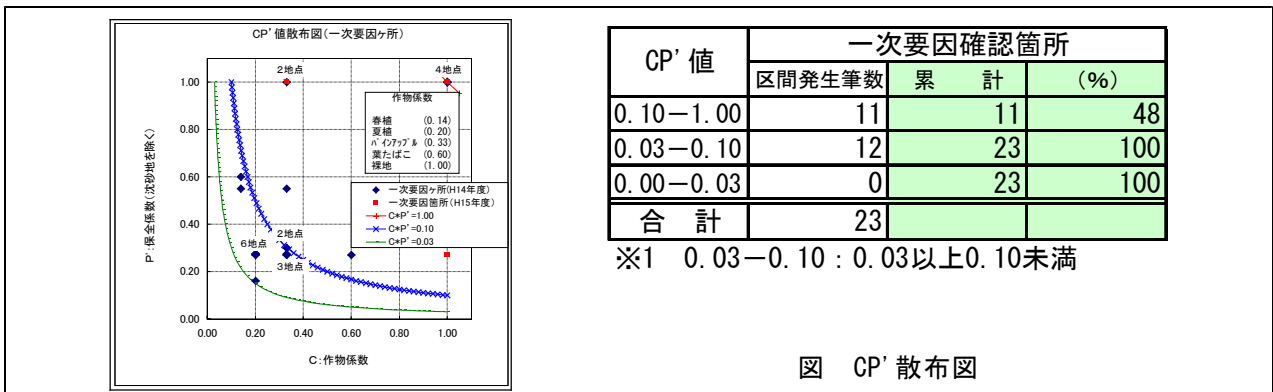 CP'値散布図(一次要因ヶ所)
2地点
4地点
作物係数
春植 (0.14)
夏植 (0.20)
パインアップル (0.33)
葉たばこ (0.60)
裸地 (1.00)
一次要因ヶ所(H14年度)
一次要因箇所(H15年度)
C*P'=1.00
C*P'=0.10
C*P'=0.03
6地点
2地点
3地点
P':保全係数(沈砂地を除く)
1.00
0.80
0.60
0.40
0.20
0.00
0.00 0.20 0.40 0.60 0.80 1.00
C:作物係数
CP'値 一次要因確認箇所
区間発生筆数 累 計 (%)
0.10-1.00 11 11 48
0.03-0.10 12 23 100
0.00-0.03 0 23 100
合 計 23
※1 0.03-0.10:0.03以上0.10未満
図 CP'散布図